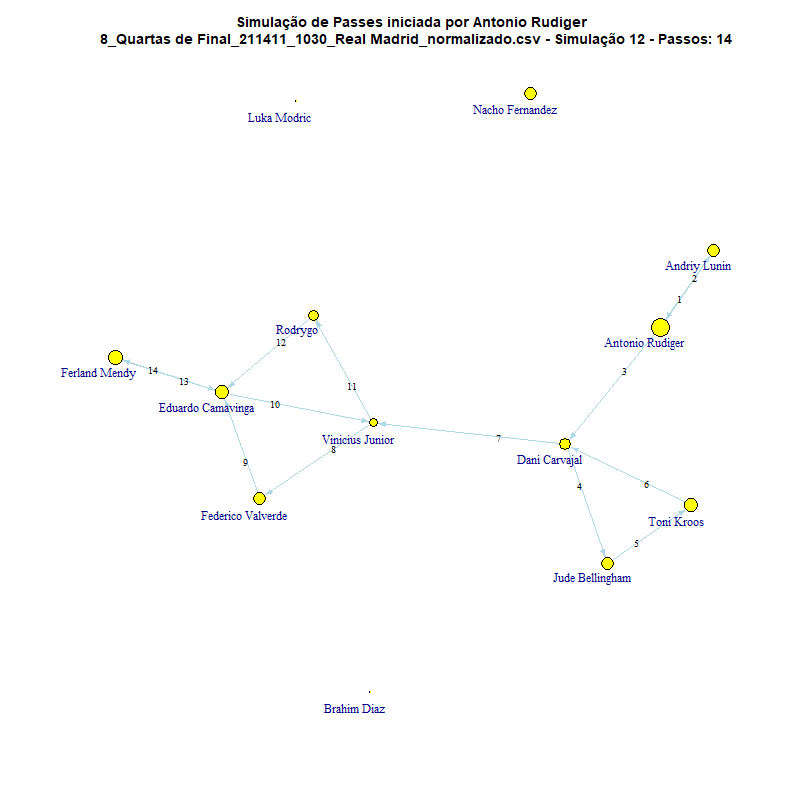 Simulação de Passes iniciada por Antonio Rudiger
8_Quartas de Final_211411_1030_Real Madrid_normalizado.csv - Simulação 12 - Passos: 14
Luka Modric
Nacho Fernandez
Andriy Lunin
2
1
Rodrygo
Antonio Rudiger
12
3
Ferland Mendy
14
13
11
Eduardo Camavinga
10
Vinicius Junior
7
8
Dani Carvajal
9
4
6
Federico Valverde
Toni Kroos
5
Jude Bellingham
Brahim Diaz